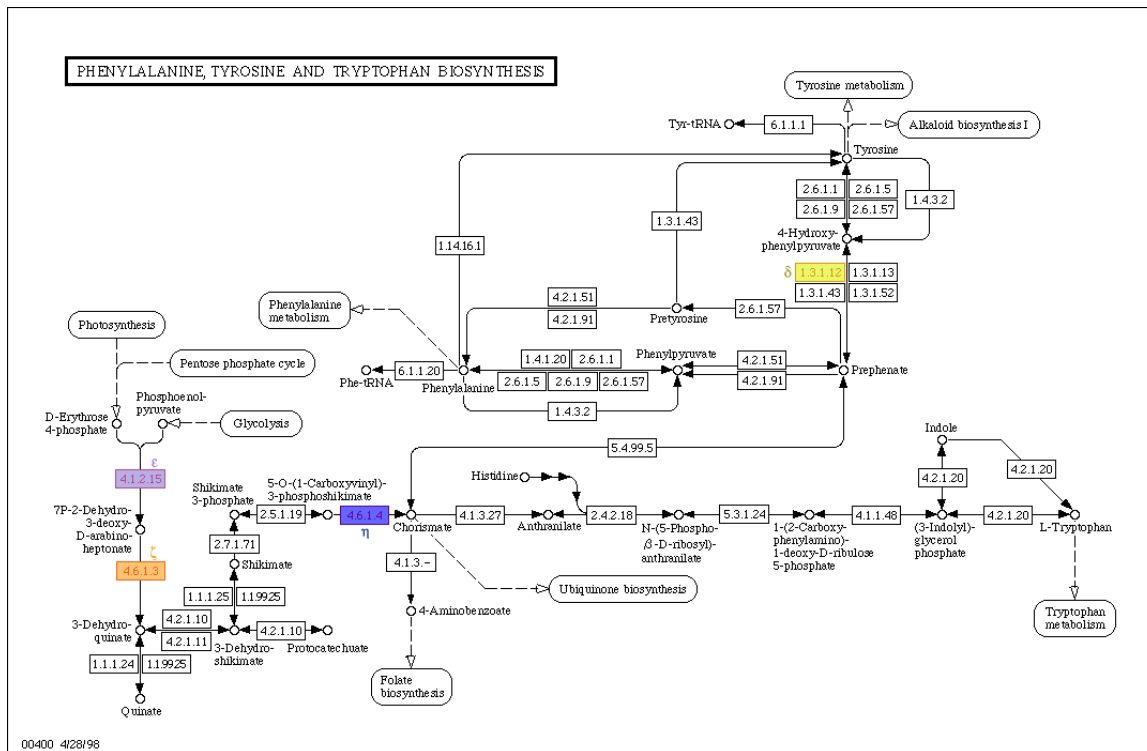 PHENYLALANINE, TYROSINE AND TRYPTOPHAN BIOSYNTHESIS
Tyrosine metabolism
Tyr-tRNA
6.1.1.1
Alkaloid biosynthesis I
Tyrosine
2.6.1.1
2.6.1.5
2.6.1.9
2.6.1.57
1.4.3.2
1.3.1.43
1.14.16.1
4-Hydroxy-
phenylpyruvate
δ
1.3.1.12
1.3.1.13
1.3.1.43
1.3.1.52
4.2.1.51
4.2.1.91
Pretyrosine
2.6.1.57
Phenylalanine
metabolism
Photosynthesis
Pentose phosphate cycle
Phe-tRNA
6.1.1.20
Phenylalanine
1.4.1.20
2.6.1.1
2.6.1.5
2.6.1.9
2.6.1.57
1.4.3.2
Phenylpyruvate
4.2.1.51
4.2.1.91
Prephenate
Phosphoenol-
pyruvate
D-Erythrose
4-phosphate
Glycolysis
5.4.99.5
ε
4.1.2.15
7P-2-Dehydro-
3-deoxy-
D-arabino-
heptonate
ζ
4.6.1.3
Shikimate
3-phosphate
2.5.1.19
5-O-(1-Carboxyvinyl)-
3-phosphoshikimate
4.6.1.4
η
Chorismate
Histidine
4.1.3.27
Anthranilate
2.4.2.18
N-(5-Phospho-
β-D-ribosyl)-
anthranilate
5.3.1.24
1-(2-Carboxy-
phenylamino)-
1-deoxy-D-ribulose
5-phosphate
4.1.1.48
(3-Indolyl)-
glycerol
phosphate
Indole
4.2.1.20
4.2.1.20
4.2.1.20
L-Tryptophan
Tryptophan
metabolism
2.7.1.71
Shikimate
1.1.1.25
1.1.99.25
4.1.3.-
Ubiquinone biosynthesis
4-Aminobenzoate
Folate
biosynthesis
3-Dehydro-
quinate
4.2.1.10
4.2.1.11
3-Dehydro-
shikimate
4.2.1.10
Protocatechuate
1.1.1.24
1.1.99.25
Quinate
00400 4/28/98